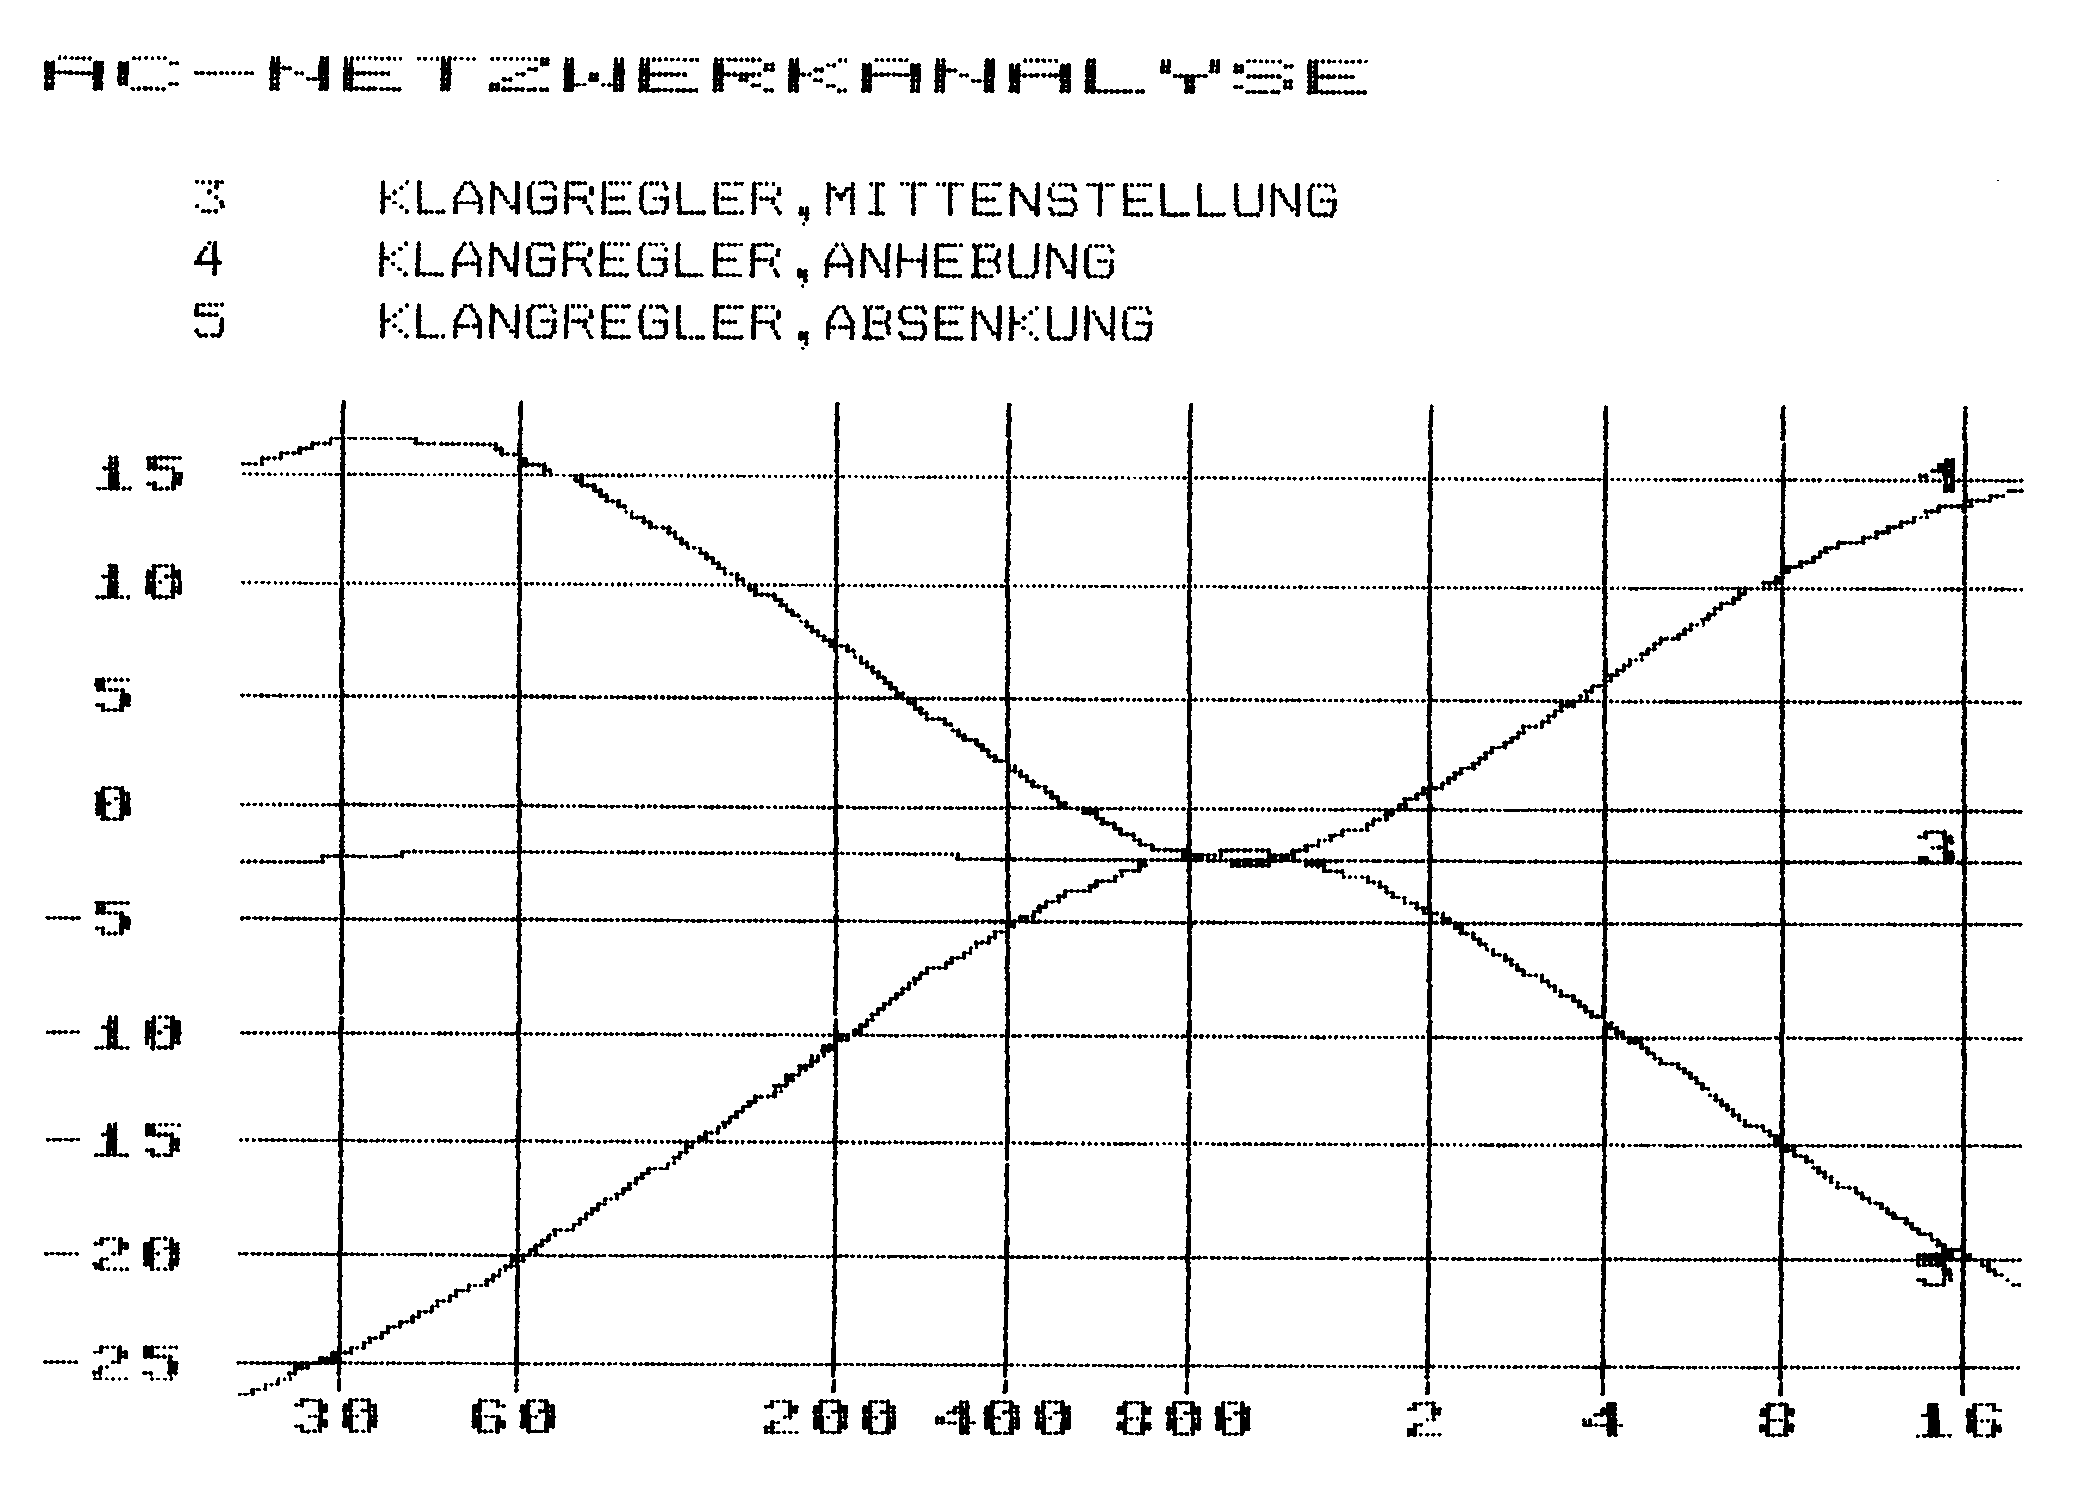 AC-NETZWERKANALYSE
3 KLANGREGLER,MITTENSTELLUNG
4 KLANGREGLER,ANHEBUNG
5 KLANGREGLER,ABSENKUNG
15
10
5
0
3
-5
-10
-15
-20
5
-25
30 60 200 400 800 2 4 8 16